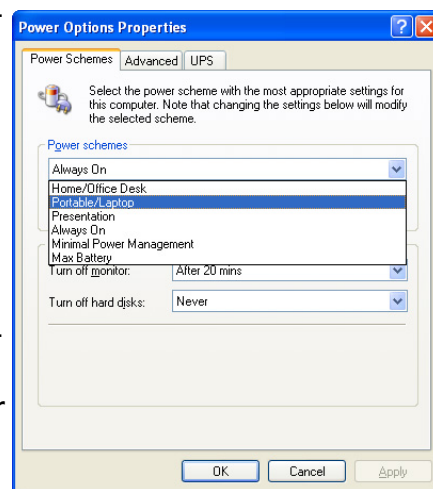 Power Options Properties
Power Schemes Advanced UPS
Select the power scheme with the most appropriate settings for
this computer. Note that changing the settings below will modify
the selected scheme.
Power schemes
Always On
Home/Office Desk
Portable/Laptop
Presentation
Always On
Minimal Power Management
Max Battery
Turn off monitor: After 20 mins
Turn off hard disks: Never
OK Cancel Apply